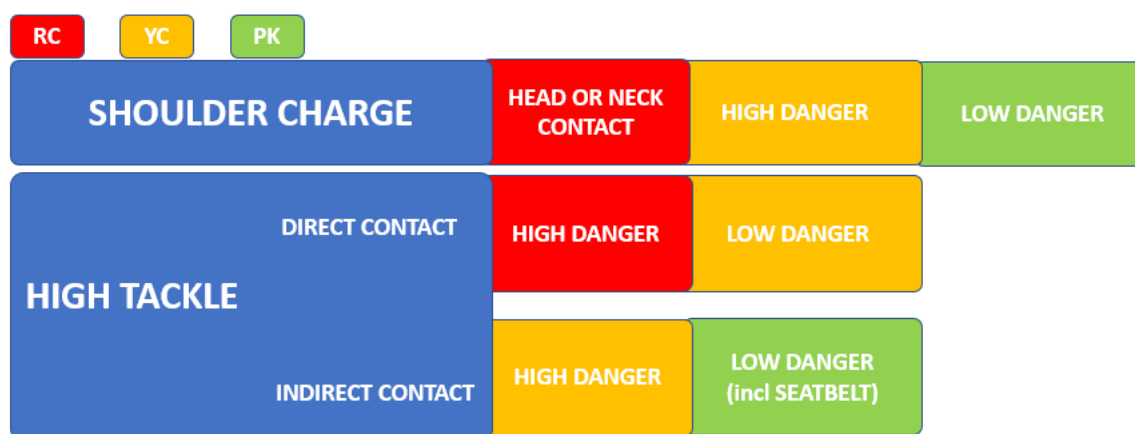 RC YC PK
SHOULDER CHARGE
HEAD OR NECK
CONTACT
HIGH DANGER
LOW DANGER
HIGH TACKLE
DIRECT CONTACT
HIGH DANGER
LOW DANGER
INDIRECT CONTACT
HIGH DANGER
LOW DANGER
(incl SEATBELT)